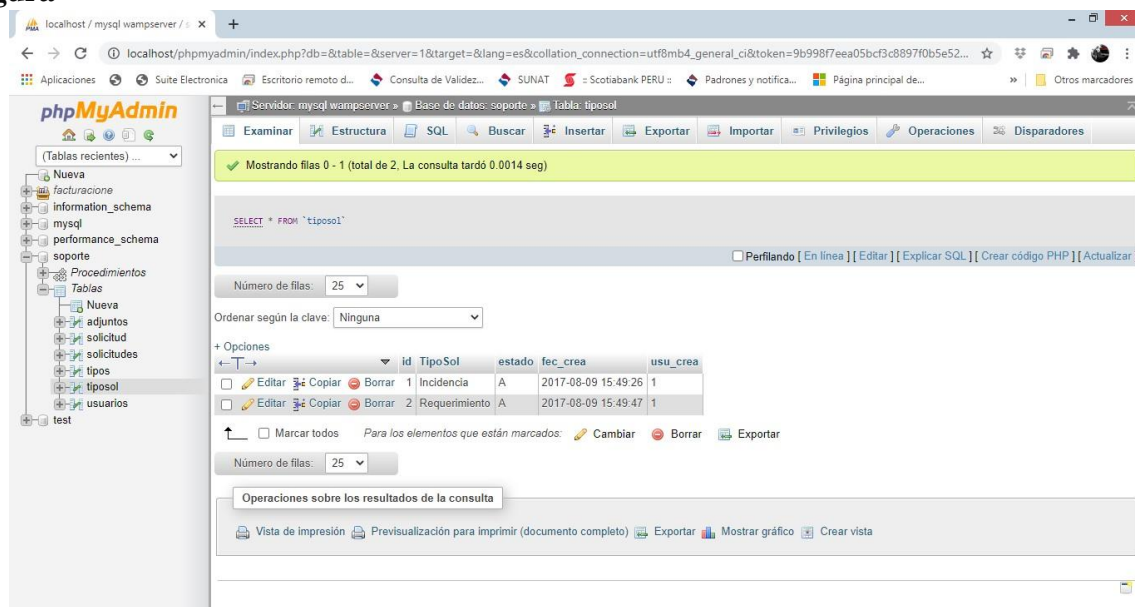 localhost / mysql wampserver / s
localhost/phpmyadmin/index.php?db=&table=&server=1&target=&lang=es&collation_connection=utf8mb4_general_ci&token=9b998f7eea05bcf3c8897f0b5e52...
Aplicaciones Suite Electronica Escritorio remoto d... Consulta de Validez... SUNAT :: Scotiabank PERU :: Padrones y notifica... Página principal de... » Otros marcadores
phpMyAdmin
Servidor: mysql wampserver » Base de datos: soporte » Tabla: tiposol
Examinar Estructura SQL Buscar Insertar Exportar Importar Privilegios Operaciones Disparadores
(Tablas recientes) ...
Nueva
facturacione
information_schema
mysql
performance_schema
soporte
Procedimientos
Tablas
Nueva
adjuntos
solicitud
solicitudes
tipos
tiposol
usuarios
test
Mostrando filas 0 - 1 (total de 2, La consulta tardó 0.0014 seg)
SELECT * FROM `tiposol`
Perfilando [ En línea ] [ Editar ] [ Explicar SQL ] [ Crear código PHP ] [ Actualizar
Número de filas: 25
Ordenar según la clave: Ninguna
+ Opciones
←T→ id TipoSol estado fec_crea usu_crea
Editar Copiar Borrar 1 Incidencia A 2017-08-09 15:49:26 1
Editar Copiar Borrar 2 Requerimiento A 2017-08-09 15:49:47 1
Marcar todos Para los elementos que están marcados: Cambiar Borrar Exportar
Número de filas: 25
Operaciones sobre los resultados de la consulta
Vista de impresión Previsualización para imprimir (documento completo) Exportar Mostrar gráfico Crear vista